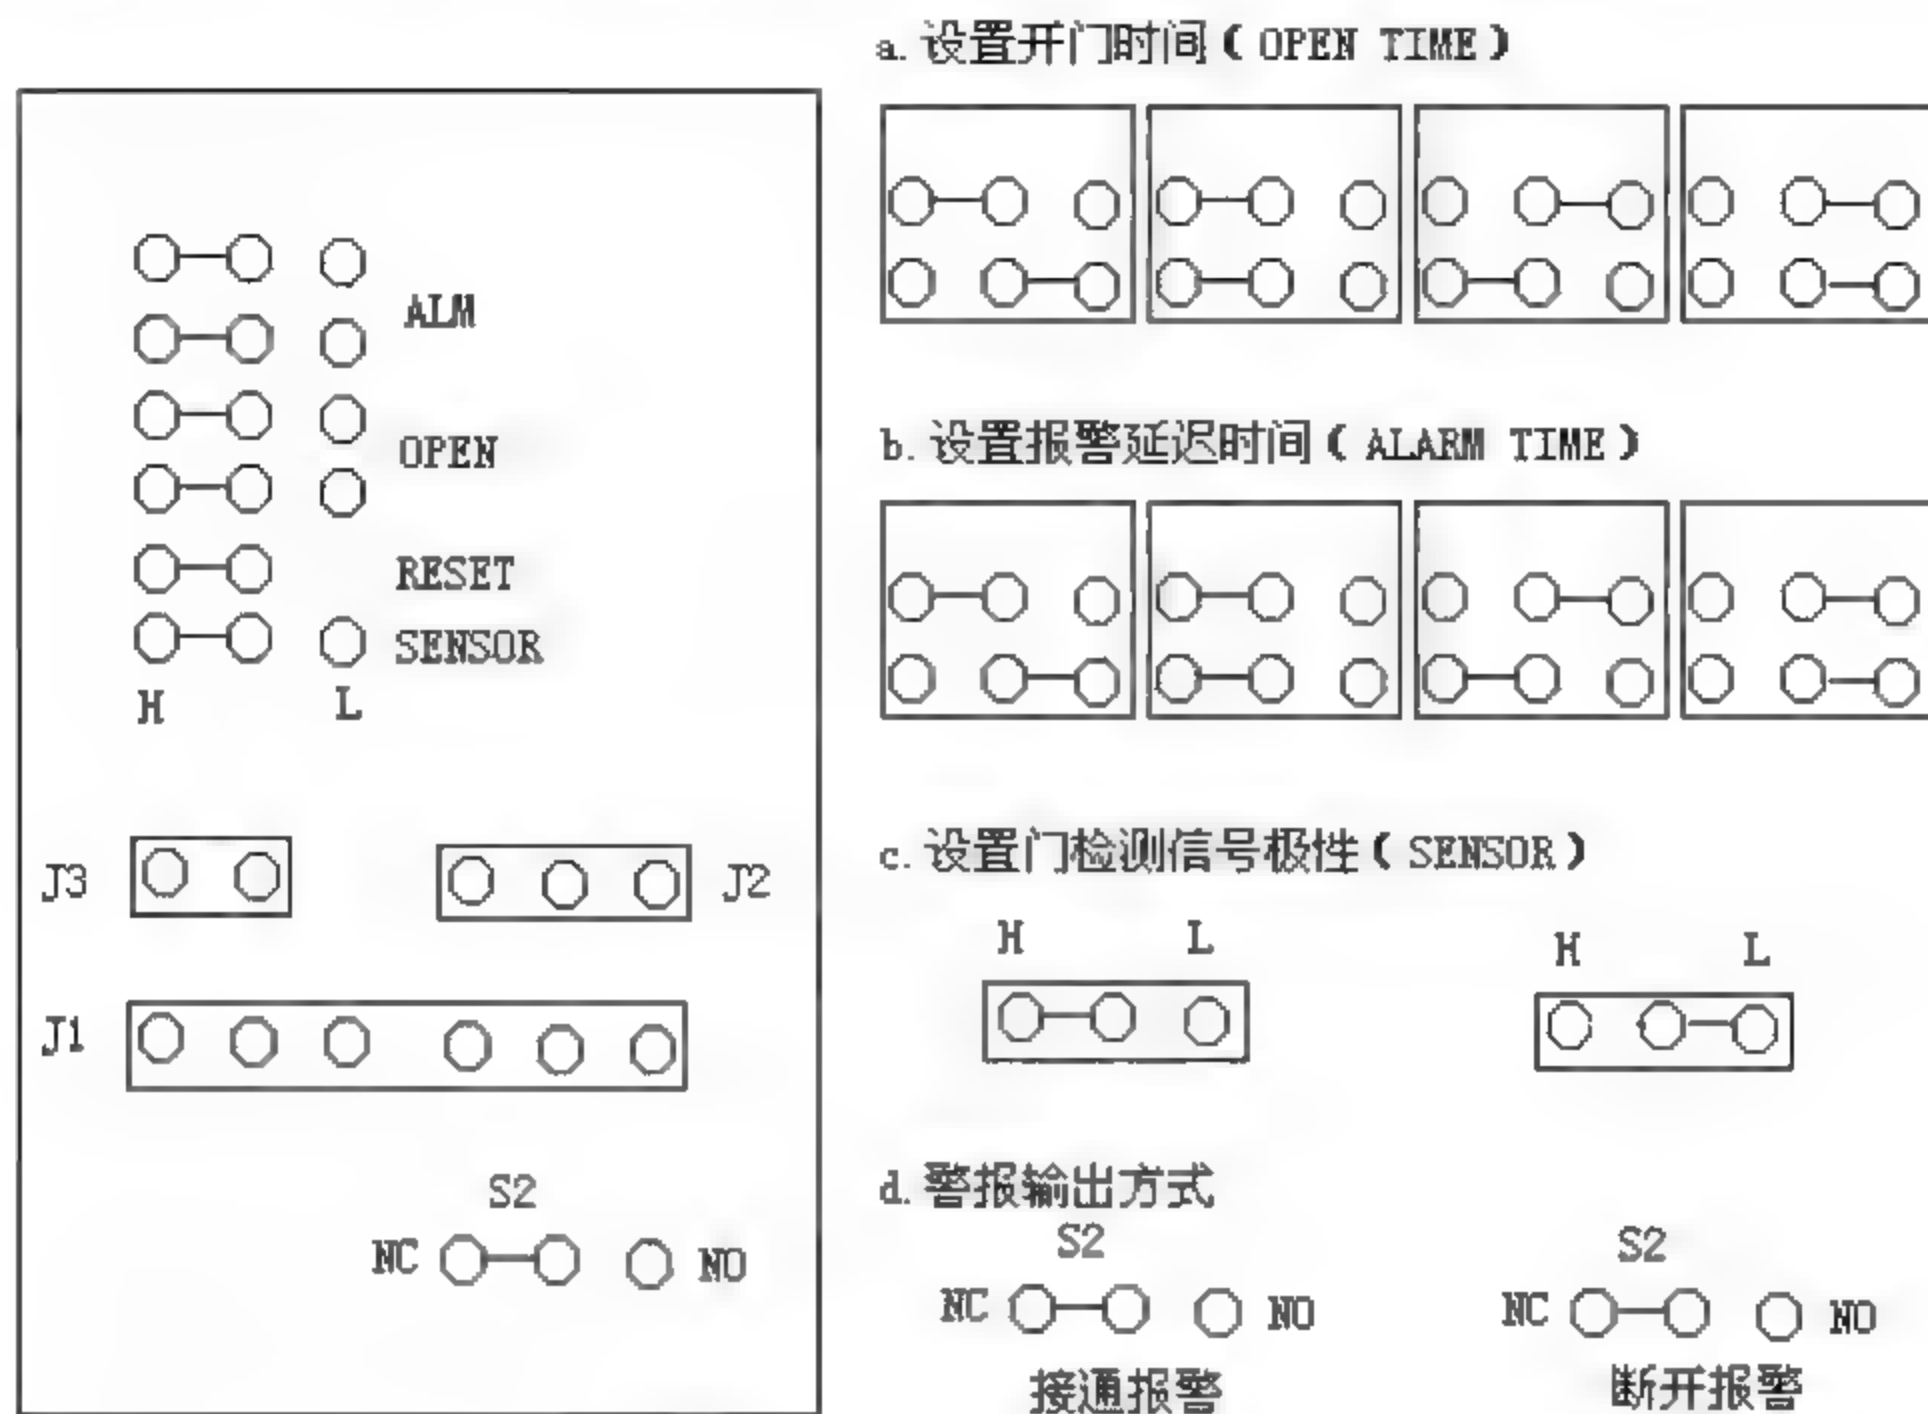 ALM
OPEN
RESET
SENSOR
H L
J3 J2
J1
S2
NC NO
a.设置开门时间(OPEN TIME)
b.设置报警延迟时间(ALARM TIME)
c.设置门检测信号极性(SENSOR)
H L H L
d.警报输出方式
S2 S2
NC NO NC NO
接通报警 断开报警